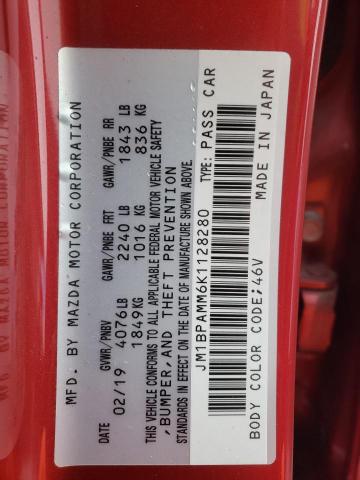 MFD. BY MAZDA MOTOR CORPORATION
DATE GVWR/PNBV GAWR/PNBE FRT GAWR/PNBE RR
02/19 4076LB 2240 LB 1843 LB
1849KG 1016 KG 836 KG
THIS VEHICLE CONFORMS TO ALL APPLICABLE FEDERAL MOTOR VEHICLE SAFETY
,BUMPER,AND THEFT PREVENTION
STANDARDS IN EFFECT ON THE DATE OF MANUFACTURE SHOWN ABOVE.
JM1BPAMM6K1128280 TYPE: PASS CAR
BODY COLOR CODE;46V MADE IN JAPAN